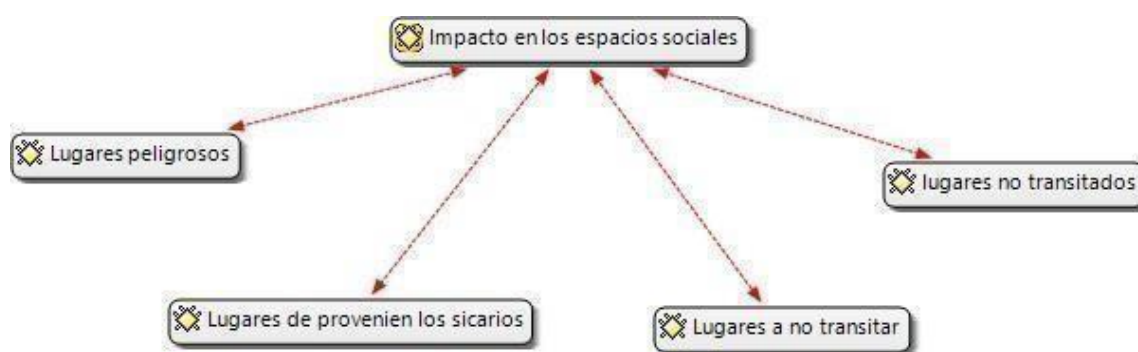 Impacto en los espacios sociales
Lugares peligrosos
lugares no transitados
Lugares de provenien los sicarios
Lugares a no transitar